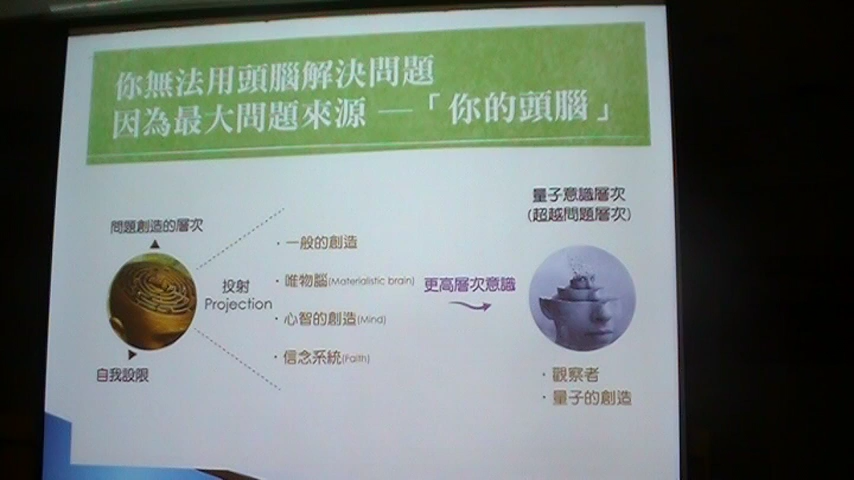 你無法用頭腦解決問題
因為最大問題來源 —「你的頭腦」
問題創造的層次
自我設限
投射
Projection
·一般的創造
·唯物腦(Materialistic brain)
·心智的創造(Mind)
·信念系統(Faith)
更高層次意識
量子意識層次
(超越問題層次)
·觀察者
·量子的創造